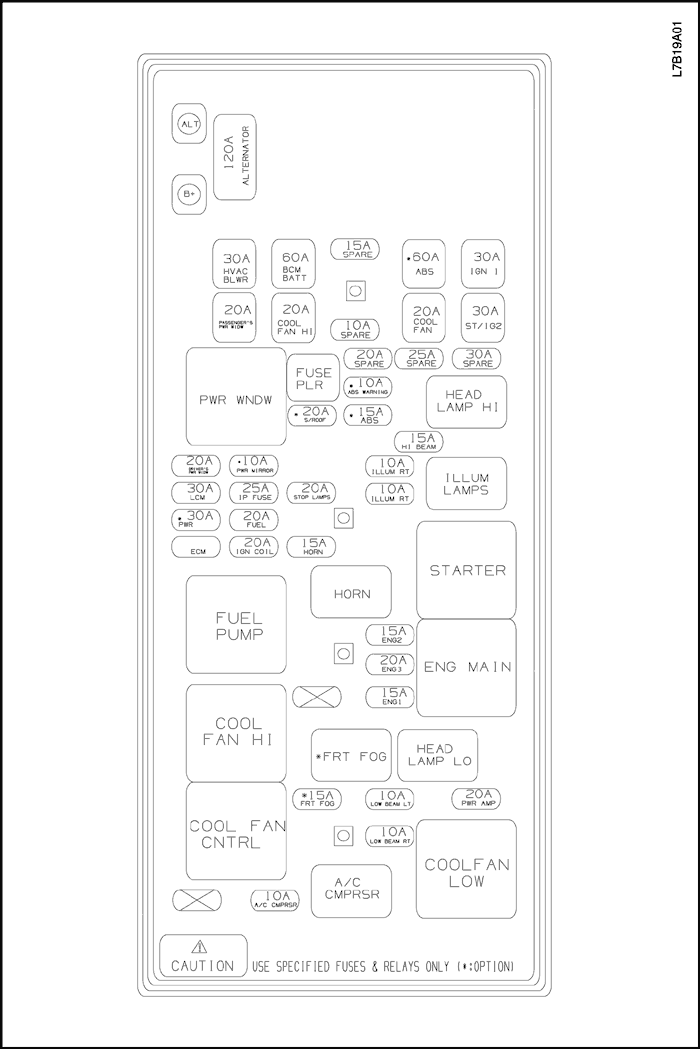 L7B19A01
ALT
120A
ALTERNATOR
B+
30A
HVAC
BLWR
60A
BCM
BATT
15A
SPARE
*60A
ABS
30A
IGN 1
20A
PASSENGER'S
PWR WIDW
20A
COOL
FAN HI
10A
SPARE
20A
COOL
FAN
30A
ST/IG2
PWR WNDW
FUSE
PLR
20A
SPARE
25A
SPARE
30A
SPARE
*10A
ABS WARNING
*20A
S/ROOF
*15A
ABS
HEAD
LAMP HI
15A
HI BEAM
20A
DRIVER'S
PWR WIDW
*10A
PWR MIRROR
10A
ILLUM RT
30A
LCM
25A
IP FUSE
20A
STOP LAMPS
10A
ILLUM RT
ILLUM
LAMPS
*30A
PWR
20A
FUEL
ECM
20A
IGN COIL
15A
HORN
STARTER
HORN
FUEL
PUMP
15A
ENG2
20A
ENG3
15A
ENG1
ENG MAIN
COOL
FAN HI
*FRT FOG
HEAD
LAMP LO
COOL FAN
CNTRL
*15A
FRT FOG
10A
LOW BEAM LT
20A
PWR AMP
10A
LOW BEAM RT
COOLFAN
LOW
10A
A/C CMPRSR
A/C
CMPRSR
CAUTION
USE SPECIFIED FUSES & RELAYS ONLY (*:OPTION)